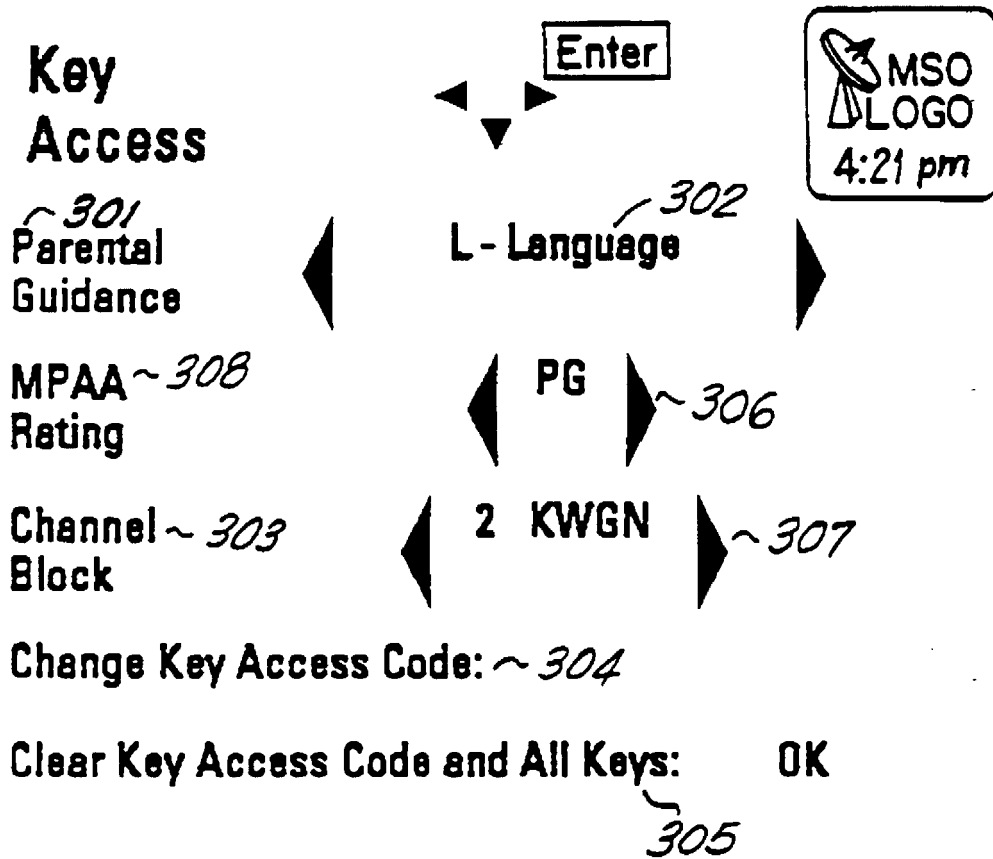 Key
Access
Enter
MSO
LOGO
4:21 pm
301
Parental
Guidance
L - Language
302
MPAA
Rating
308
PG
306
Channel
Block
303
2 KWGN
307
Change Key Access Code:
304
Clear Key Access Code and All Keys: OK
305